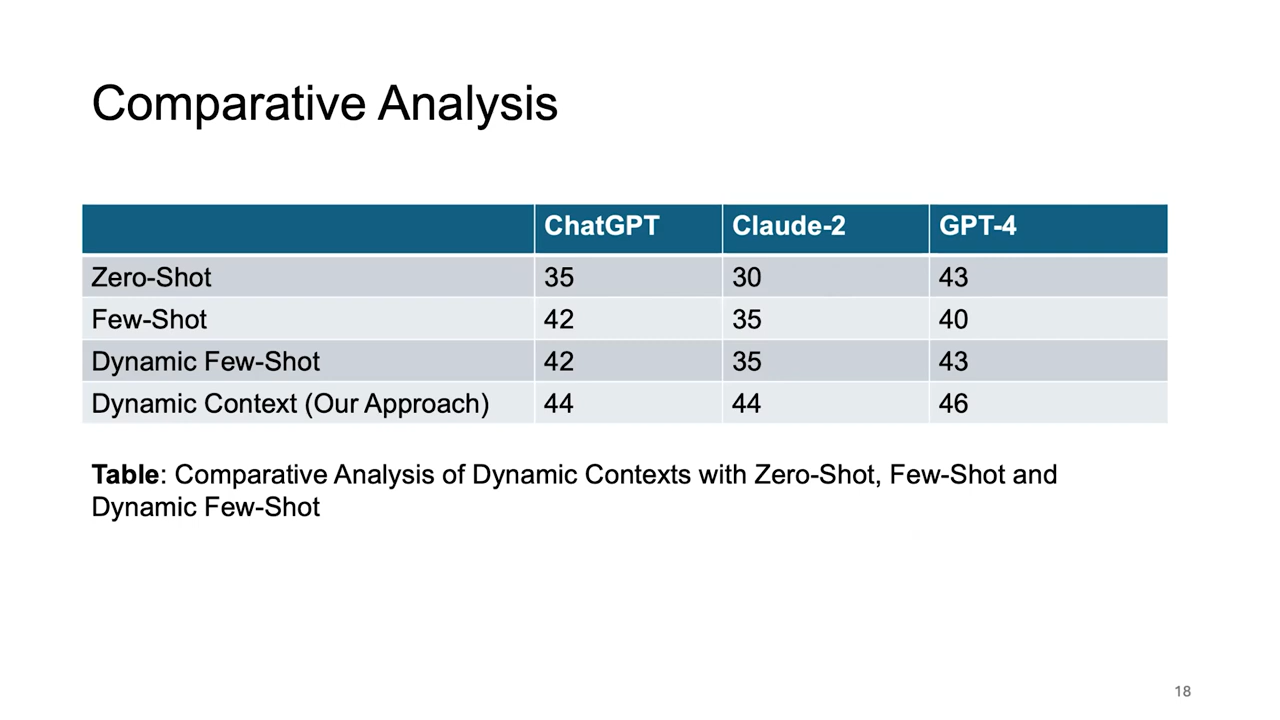 Comparative Analysis
ChatGPT Claude-2 GPT-4
Zero-Shot 35 30 43
Few-Shot 42 35 40
Dynamic Few-Shot 42 35 43
Dynamic Context (Our Approach) 44 44 46
Table: Comparative Analysis of Dynamic Contexts with Zero-Shot, Few-Shot and
Dynamic Few-Shot
18